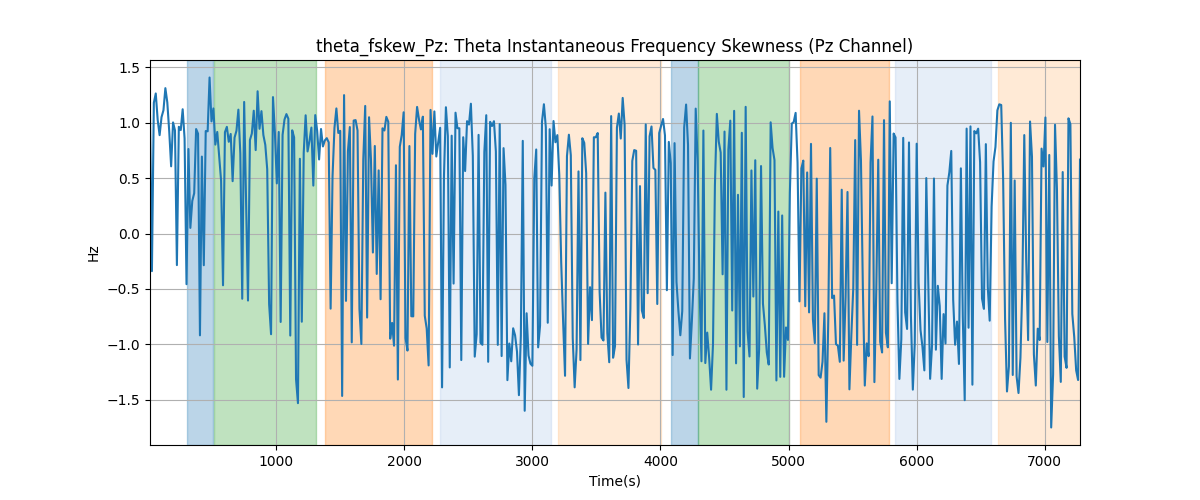 theta_fskew_Pz: Theta Instantaneous Frequency Skewness (Pz Channel)
1.5
1.0
0.5
0.0
−0.5
−1.0
−1.5
Hz
1000 2000 3000 4000 5000 6000 7000
Time(s)